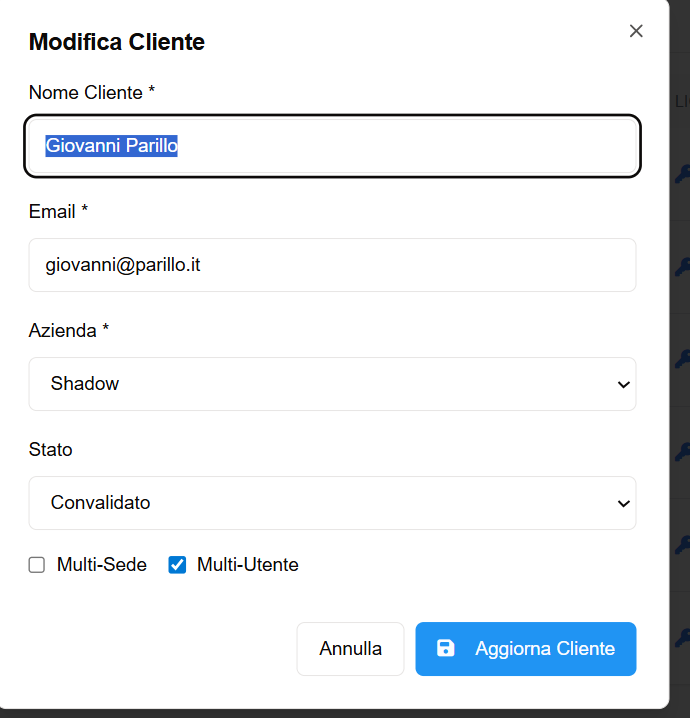 Modifica Cliente
Nome Cliente *
Giovanni Parillo
Email *
giovanni@parillo.it
Azienda *
Shadow
Stato
Convalidato
Multi-Sede Multi-Utente
Annulla Aggiorna Cliente